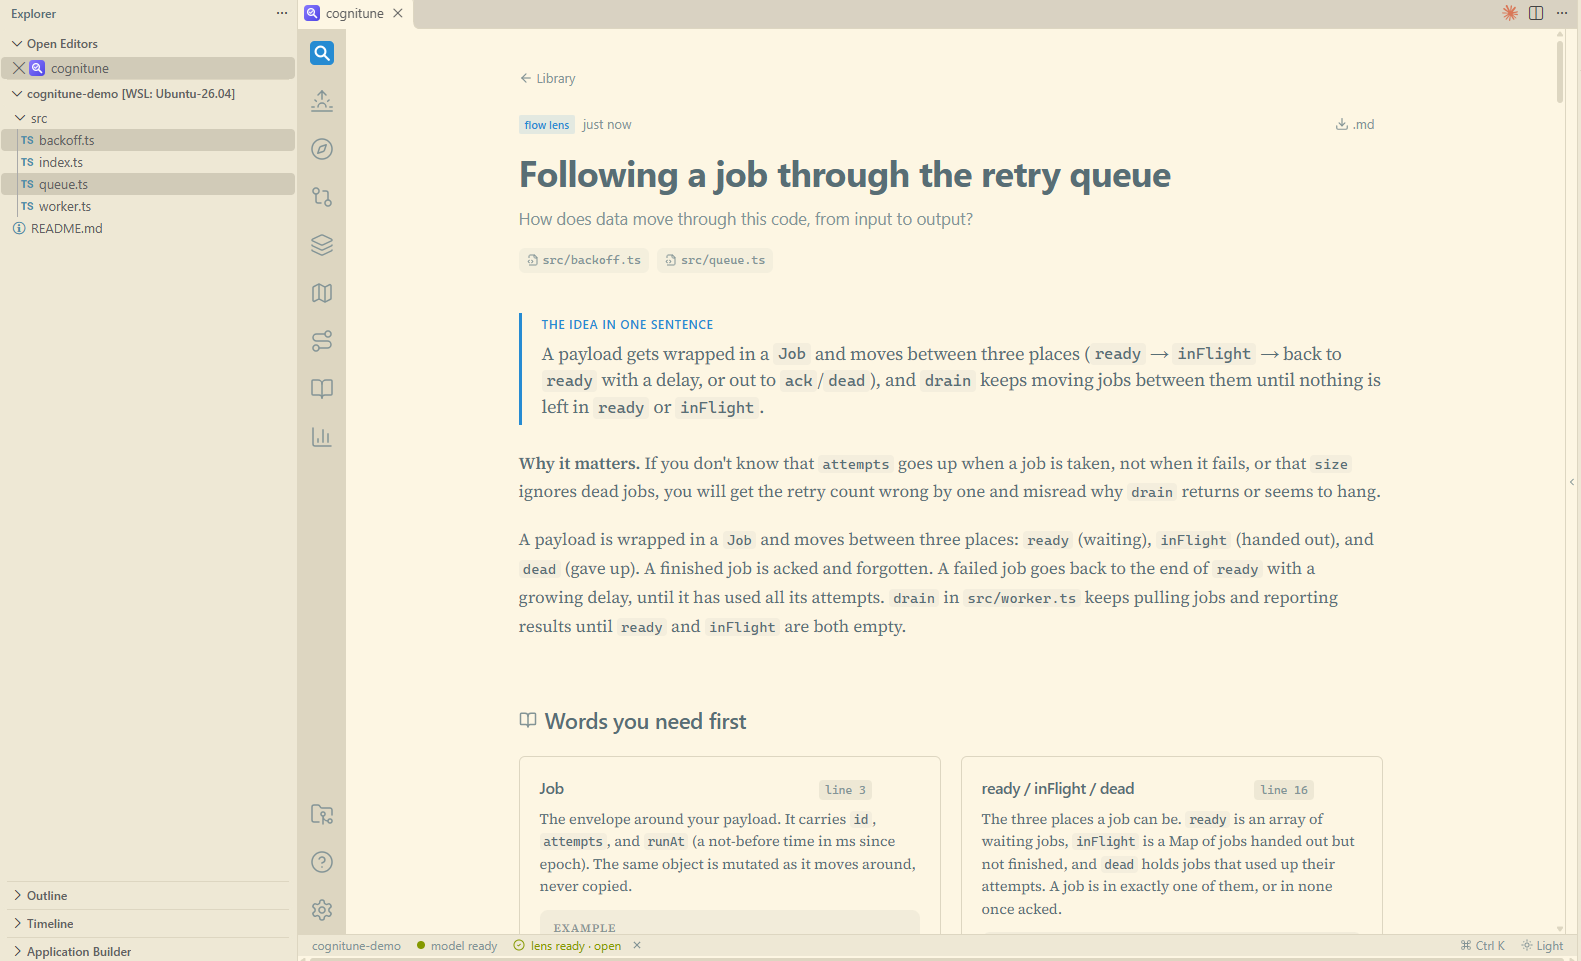 Explorer
Open Editors
cognitune
cognitune-demo [WSL: Ubuntu-26.04]
src
TS backoff.ts
TS index.ts
TS queue.ts
TS worker.ts
README.md
Outline
Timeline
Application Builder
cognitune
Library
flow lens just now
.md
Following a job through the retry queue
How does data move through this code, from input to output?
src/backoff.ts src/queue.ts
THE IDEA IN ONE SENTENCE
A payload gets wrapped in a Job and moves between three places ( ready → inFlight → back to
ready with a delay, or out to ack / dead ), and drain keeps moving jobs between them until nothing is
left in ready or inFlight .
Why it matters. If you don't know that attempts goes up when a job is taken, not when it fails, or that size
ignores dead jobs, you will get the retry count wrong by one and misread why drain returns or seems to hang.
A payload is wrapped in a Job and moves between three places: ready (waiting), inFlight (handed out), and
dead (gave up). A finished job is acked and forgotten. A failed job goes back to the end of ready with a
growing delay, until it has used all its attempts. drain in src/worker.ts keeps pulling jobs and reporting
results until ready and inFlight are both empty.
Words you need first
Job line 3
The envelope around your payload. It carries id ,
attempts , and runAt (a not-before time in ms since
epoch). The same object is mutated as it moves around,
never copied.
EXAMPLE
ready / inFlight / dead line 16
The three places a job can be. ready is an array of
waiting jobs, inFlight is a Map of jobs handed out but
not finished, and dead holds jobs that used up their
attempts. A job is in exactly one of them, or in none
once acked.
cognitune-demo model ready lens ready · open
⌘ Ctrl K Light